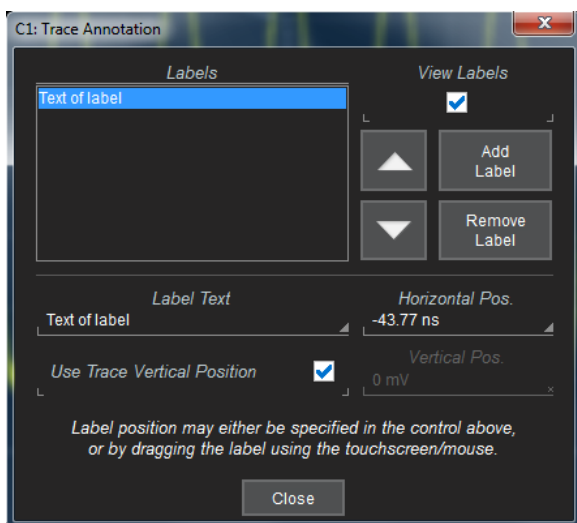 C1: Trace Annotation
Labels
View Labels
Text of label
Add
Label
Remove
Label
Label Text
Horizontal Pos.
Text of label
-43.77 ns
Use Trace Vertical Position
Vertical Pos.
0 mV
Label position may either be specified in the control above,
or by dragging the label using the touchscreen/mouse.
Close